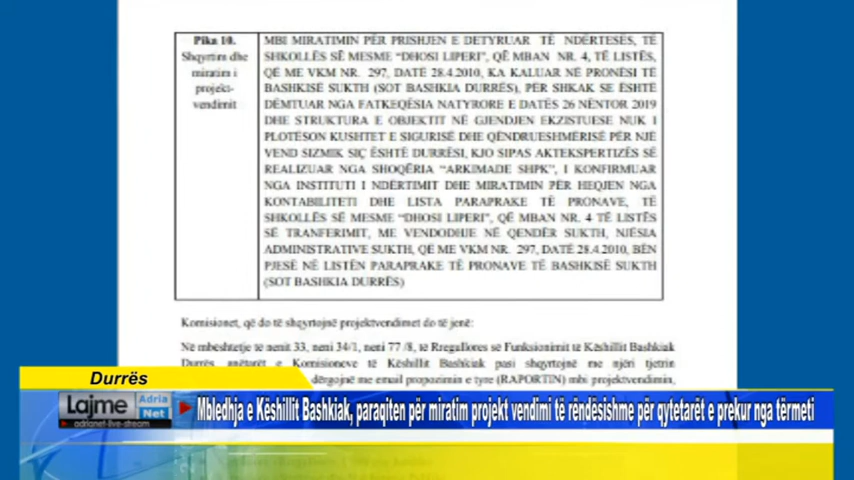 Pika 10.
Shqyrtim dhe
miratim i
projekt-
vendimit
MBI MIRATIMIN PËR PRISHJEN E DETYRUAR TË NDËRTESËS, TË
SHKOLLËS SË MESME "DHOSI LIPERI", QË MBAN NR. 4, TË LISTËS,
QË ME VKM NR. 297, DATË 28.4.2010, KA KALUAR NË PRONËSI TË
BASHKISË SUKTH (SOT BASHKIA DURRËS), PËR SHKAK SE ËSHTË
DËMTUAR NGA FATKEQËSIA NATYRORE E DATËS 26 NËNTOR 2019
DHE STRUKTURA E OBJEKTIT NË GJENDJEN EKZISTUESE NUK I
PLOTËSON KUSHTET E SIGURISË DHE QËNDRUESHMËRISË PËR NJË
VEND SIZMIK SIÇ ËSHTË DURRËSI, KJO SIPAS AKTEKSPERTIZËS SË
REALIZUAR NGA SHOQËRIA "ARKIMADE SHPK", I KONFIRMUAR
NGA INSTITUTI I NDËRTIMIT DHE MIRATIMIN PËR HEQJEN NGA
KONTABILITETI DHE LISTA PARAPRAKE TË PRONAVE, TË
SHKOLLËS SË MESME "DHOSI LIPERI", QË MBAN NR. 4 TË LISTËS
SË TRANFERIMIT, ME VENDODHJE NË QENDËR SUKTH, NJËSIA
ADMINISTRATIVE SUKTH, QË ME VKM NR. 297, DATË 28.4.2010, BËN
PJESË NË LISTËN PARAPRAKE TË PRONAVE TË BASHKISË SUKTH
(SOT BASHKIA DURRËS)
Komisionet, që do të shqyrtojnë projektvendimet do të jenë:
Në mbështetje të nenit 33, neni 34/1, neni 77/8, të Rregullores së Funksionimit të Këshillit Bashkiak
Durrës, anëtarët e Komisioneve të Këshillit Bashkiak pasi shqyrtojnë me njëri tjetrin
dërgojnë me email propozimin e tyre (RAPORTIN) mbi projektvendimin,
Durrës
Lajme Adria Net
adrianet-live-stream
Mbledhja e Këshillit Bashkiak, paraqiten për miratim projekt vendimi të rëndësishme për qytetarët e prekur nga tërmeti